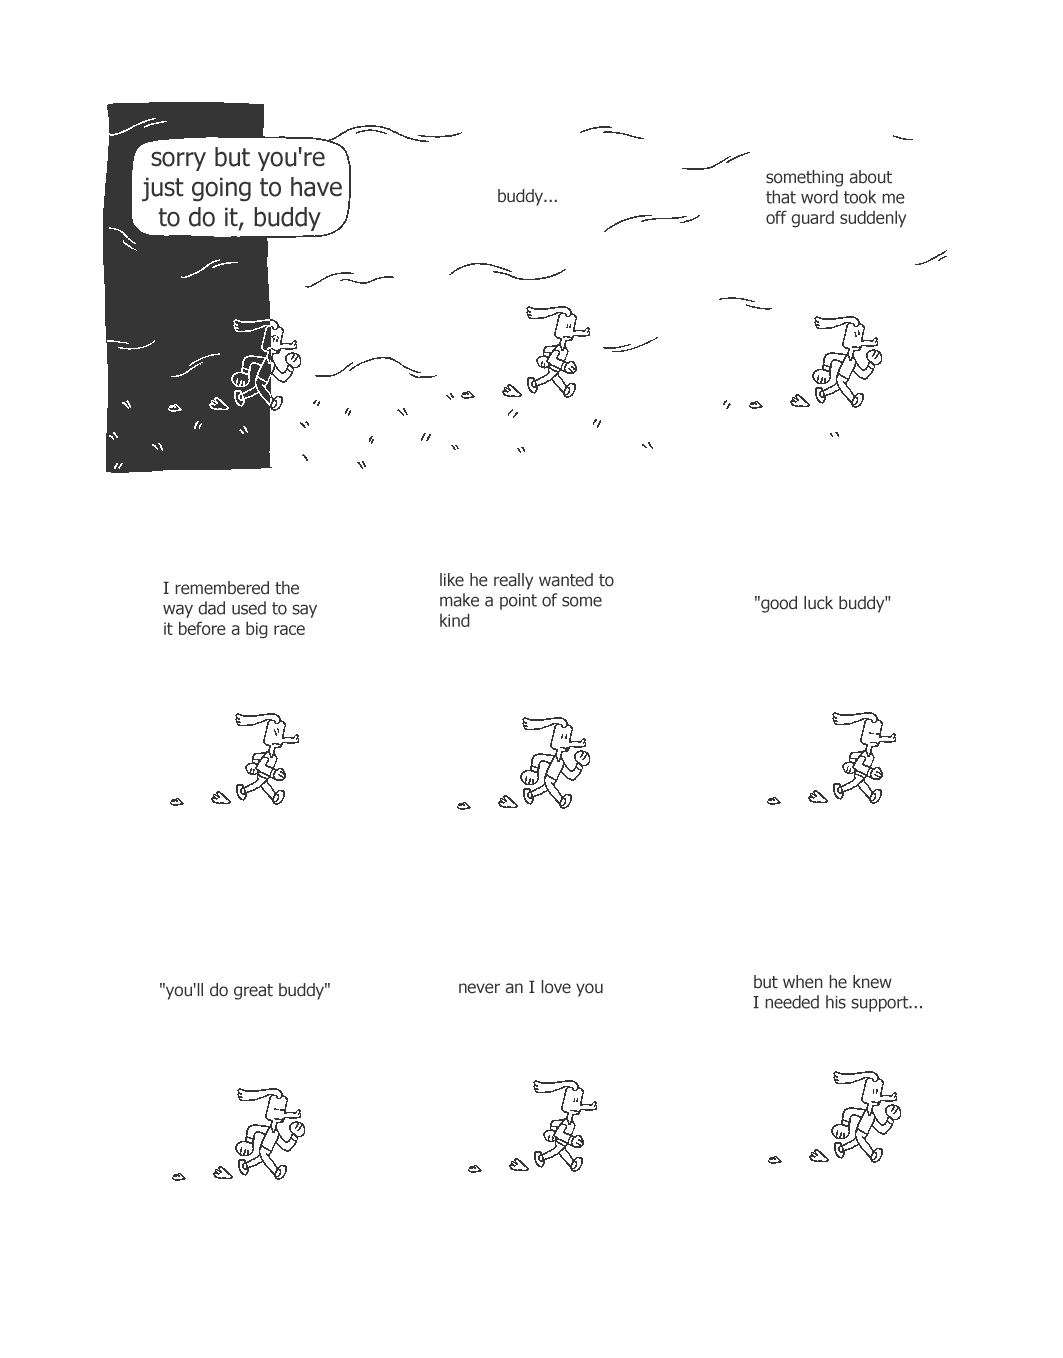 sorry but you're
just going to have
to do it, buddy
buddy...
something about
that word took me
off guard suddenly
I remembered the
way dad used to say
it before a big race
like he really wanted to
make a point of some
kind
"good luck buddy"
"you'll do great buddy"
never an I love you
but when he knew
I needed his support...